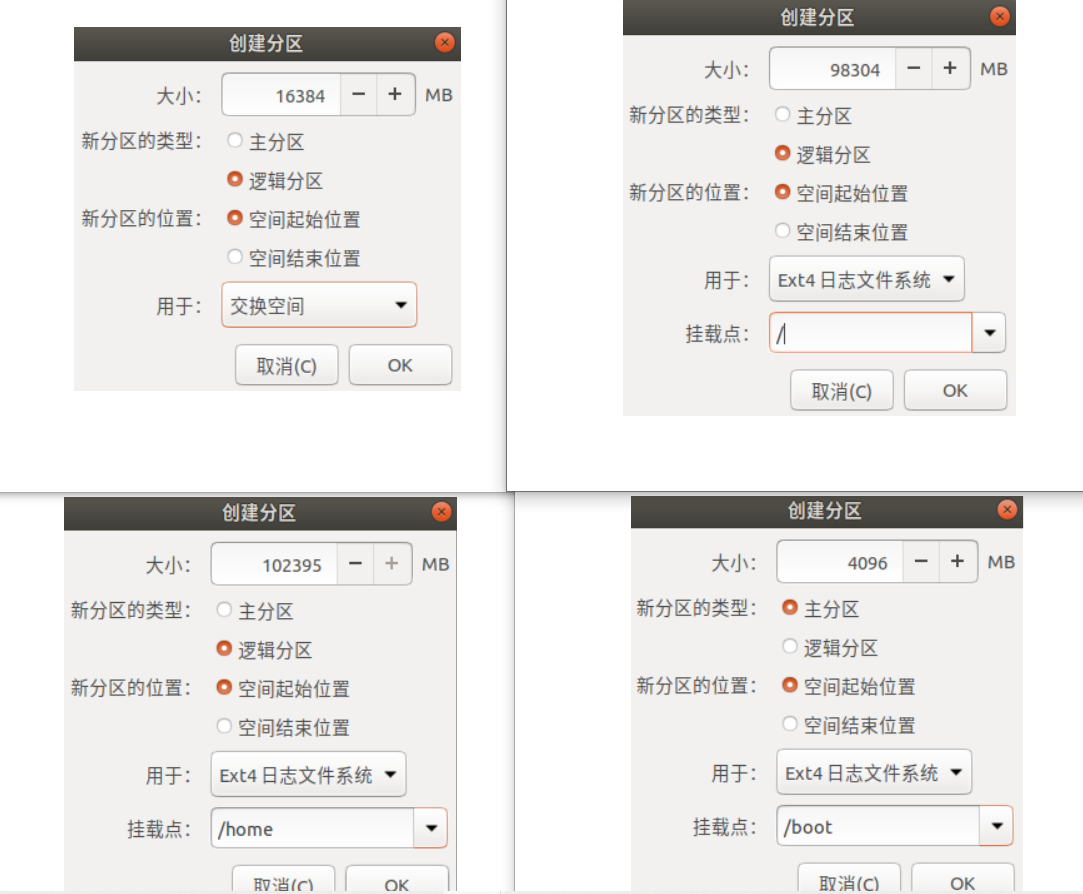 创建分区
大小: 16384 − + MB
新分区的类型: 主分区
逻辑分区
新分区的位置: 空间起始位置
空间结束位置
用于: 交换空间
取消(C) OK
创建分区
大小: 98304 − + MB
新分区的类型: 主分区
逻辑分区
新分区的位置: 空间起始位置
空间结束位置
用于: Ext4 日志文件系统
挂载点: /
取消(C) OK
创建分区
大小: 102395 − + MB
新分区的类型: 主分区
逻辑分区
新分区的位置: 空间起始位置
空间结束位置
用于: Ext4 日志文件系统
挂载点: /home
取消(C) OK
创建分区
大小: 4096 − + MB
新分区的类型: 主分区
逻辑分区
新分区的位置: 空间起始位置
空间结束位置
用于: Ext4 日志文件系统
挂载点: /boot
取消(C) OK